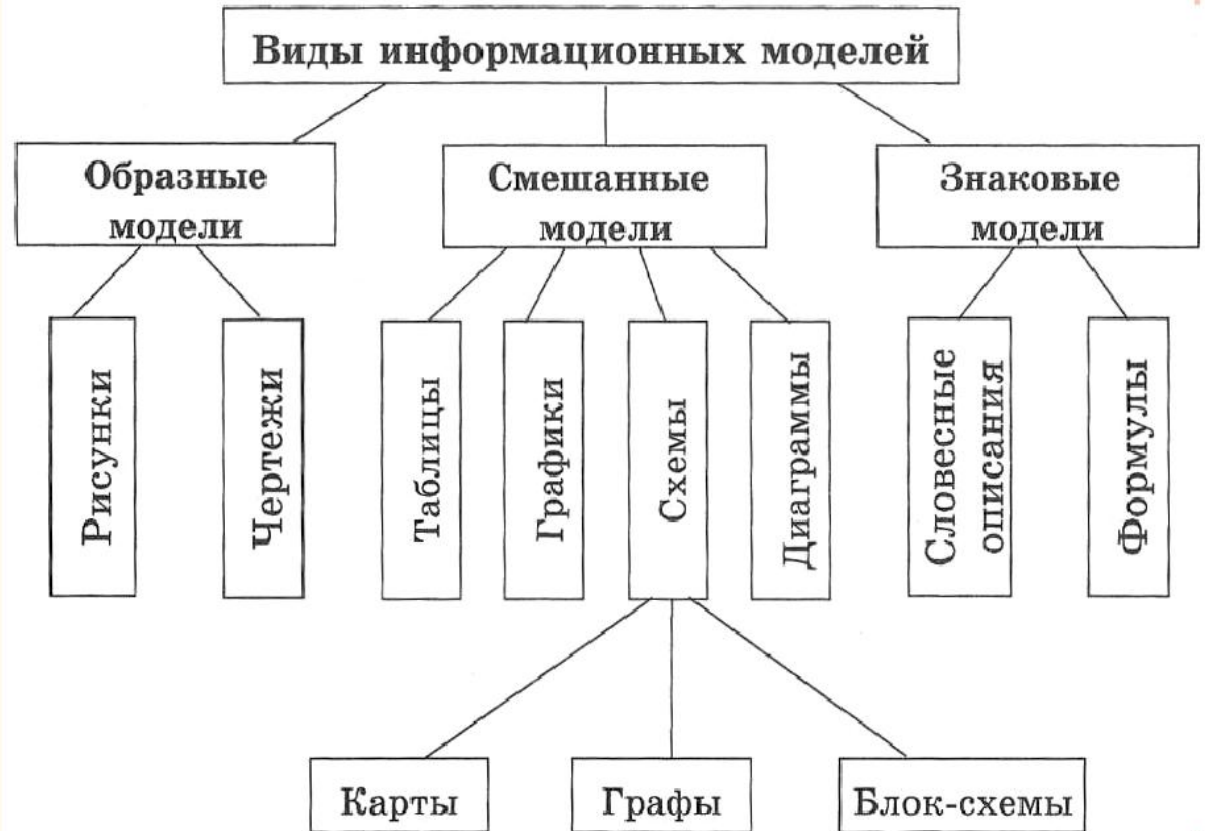 Виды информационных моделей
Образные
модели
Смешанные
модели
Знаковые
модели
Рисунки
Чертежи
Таблицы
Графики
Схемы
Диаграммы
Словесные
описания
Формулы
Карты
Графы
Блок-схемы